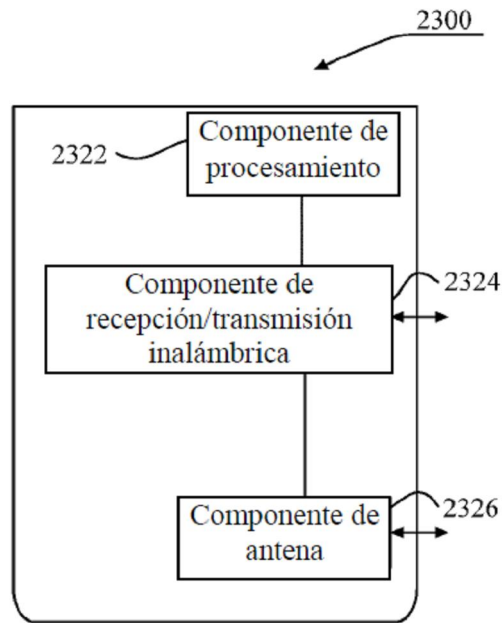 2300
2322
Componente de
procesamiento
Componente de
recepción/transmisión
inalámbrica
2324
Componente de
antena
2326